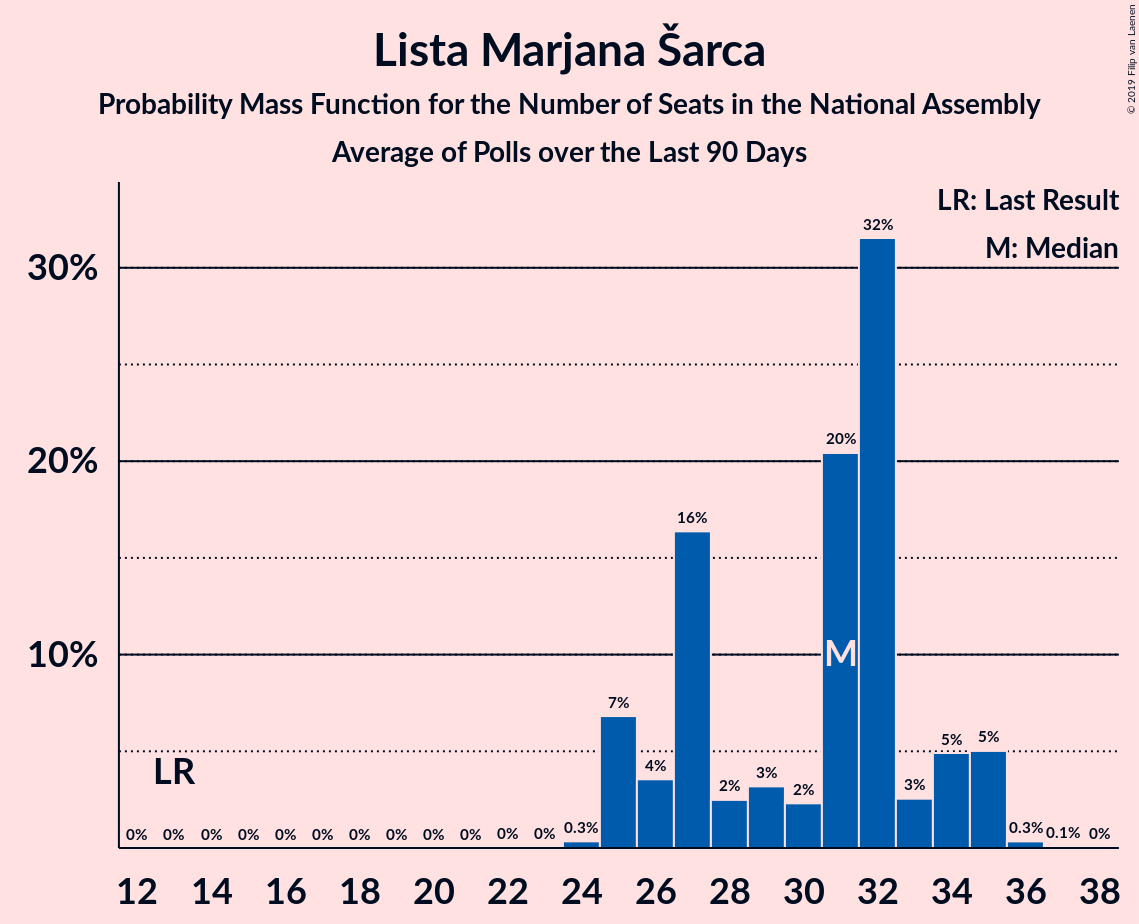 Lista Marjana Šarca
Probability Mass Function for the Number of Seats in the National Assembly
Average of Polls over the Last 90 Days
© 2019 Filip van Laenen
LR: Last Result
M: Median
30%
20%
10%
0% 0% 0% 0% 0% 0% 0% 0% 0% 0% 0% 0% 0.3% 7% 4% 16% 2% 3% 2% 20% 32% 3% 5% 5% 0.3% 0.1% 0%
LR
M
12 14 16 18 20 22 24 26 28 30 32 34 36 38